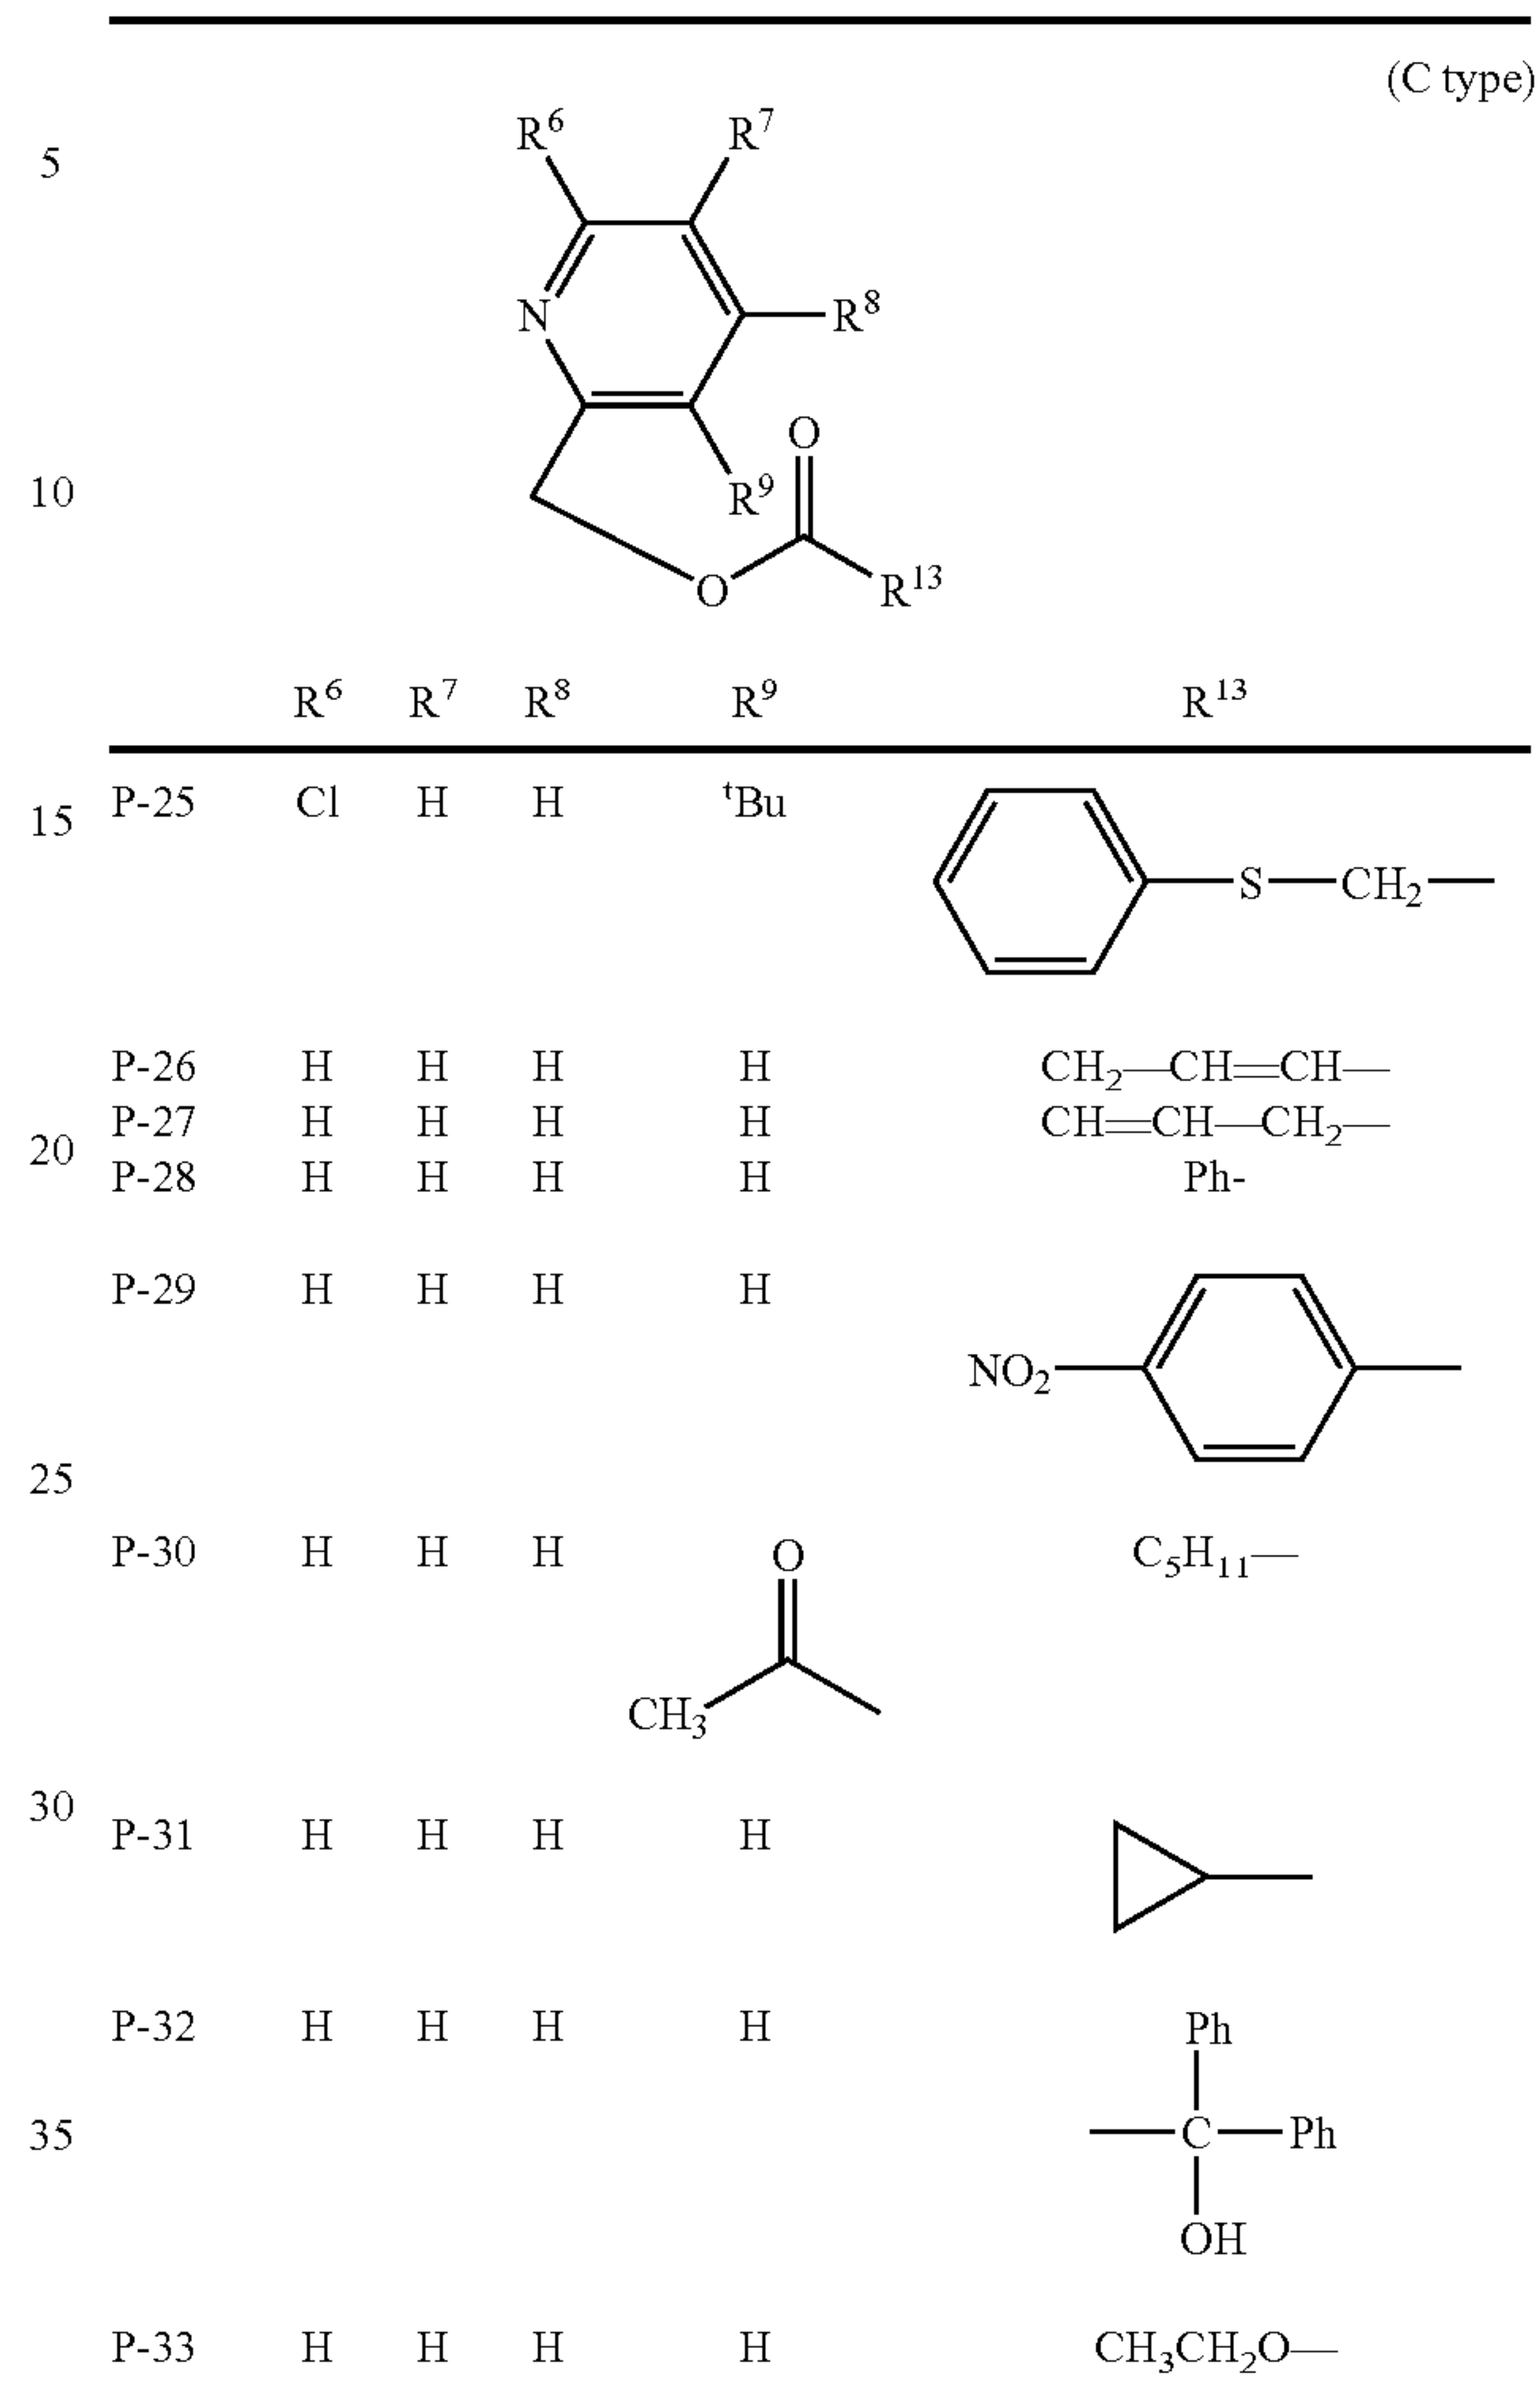 (C type)
5
R⁶ R⁷
N R⁸
O
10
R⁹
O R¹³
R⁶ R⁷ R⁸ R⁹ R¹³
15 P-25 Cl H H ᵗBu
S—CH₂—
P-26 H H H H CH₂—CH=CH—
P-27 H H H H CH=CH—CH₂—
20
P-28 H H H H Ph-
P-29 H H H H
NO₂
25
P-30 H H H O C₅H₁₁—
CH₃
30
P-31 H H H H
P-32 H H H H Ph
35
—C—Ph
OH
P-33 H H H H CH₃CH₂O—